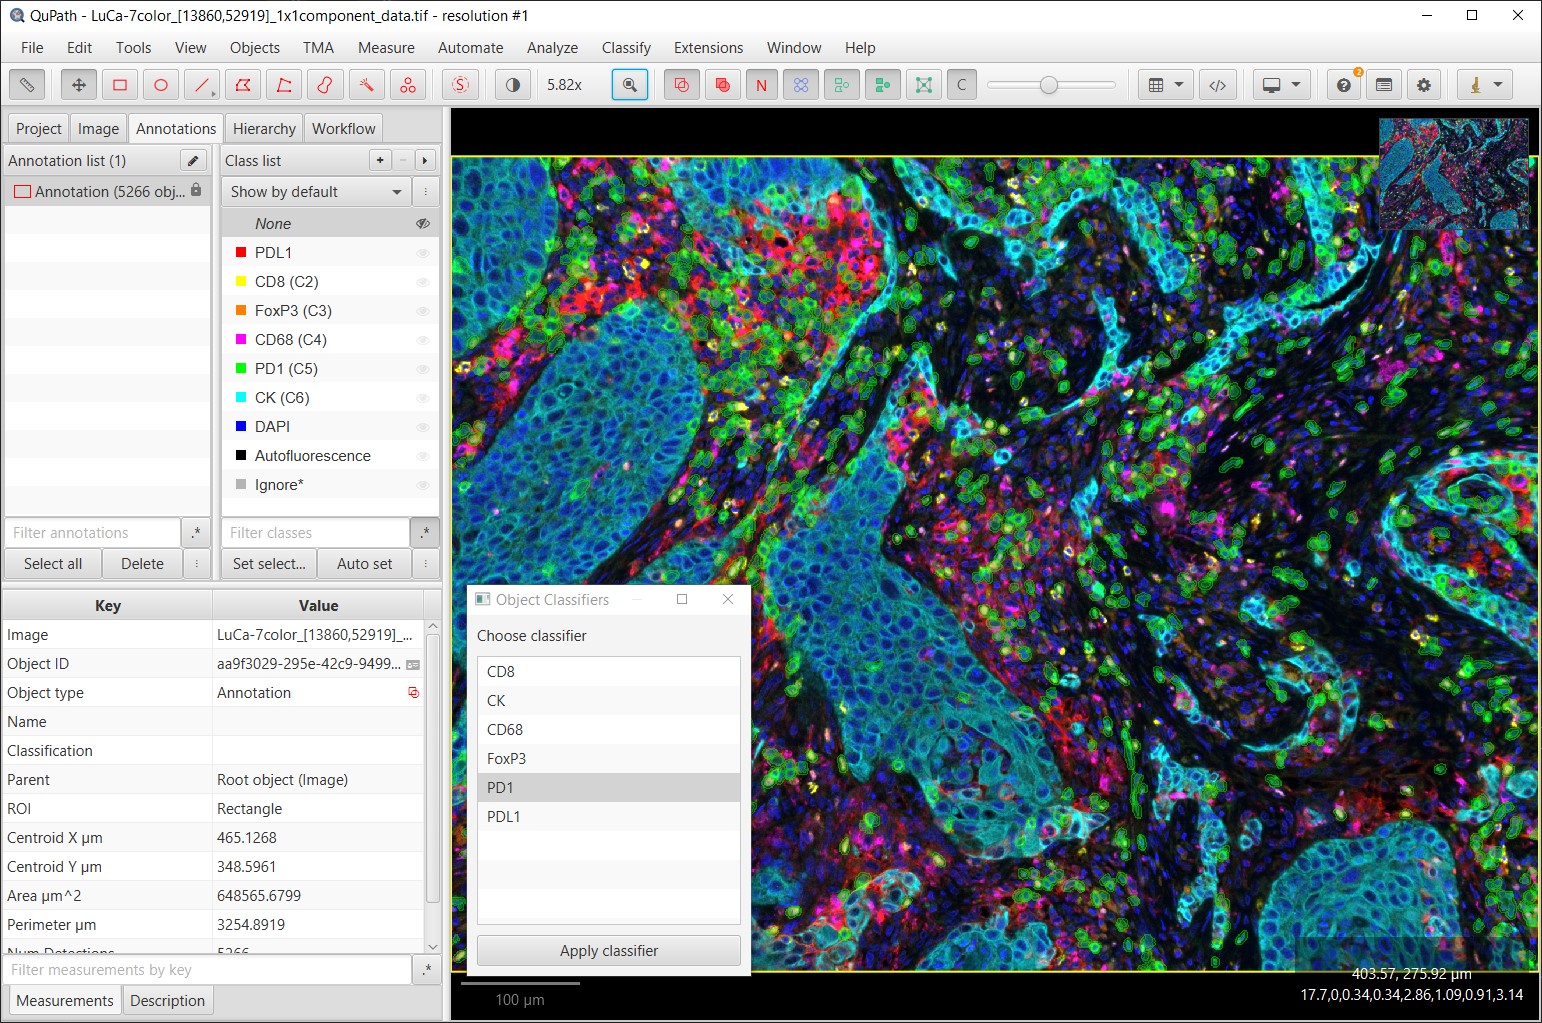 QuPath - LuCa-7color_[13860,52919]_1x1component_data.tif - resolution #1
File Edit Tools View Objects TMA Measure Automate Analyze Classify Extensions Window Help
5.82x
S
N
C
2
Project Image Annotations Hierarchy Workflow
Annotation list (1)
Annotation (5266 obj...
Filter annotations
.*
Select all Delete
Class list
Show by default
None
PDL1
CD8 (C2)
FoxP3 (C3)
CD68 (C4)
PD1 (C5)
CK (C6)
DAPI
Autofluorescence
Ignore*
Filter classes
.*
Set select... Auto set
Key Value
Image LuCa-7color_[13860,52919]_...
Object ID aa9f3029-295e-42c9-9499...
Object type Annotation
Name
Classification
Parent Root object (Image)
ROI Rectangle
Centroid X µm 465.1268
Centroid Y µm 348.5961
Area µm^2 648565.6799
Perimeter µm 3254.8919
Num Detections 5266
Filter measurements by key
.*
Measurements Description
Object Classifiers
Choose classifier
CD8
CK
CD68
FoxP3
PD1
PDL1
Apply classifier
100 µm
403.57, 275.92 µm
17.7,0,0.34,0.34,2.86,1.09,0.91,3.14